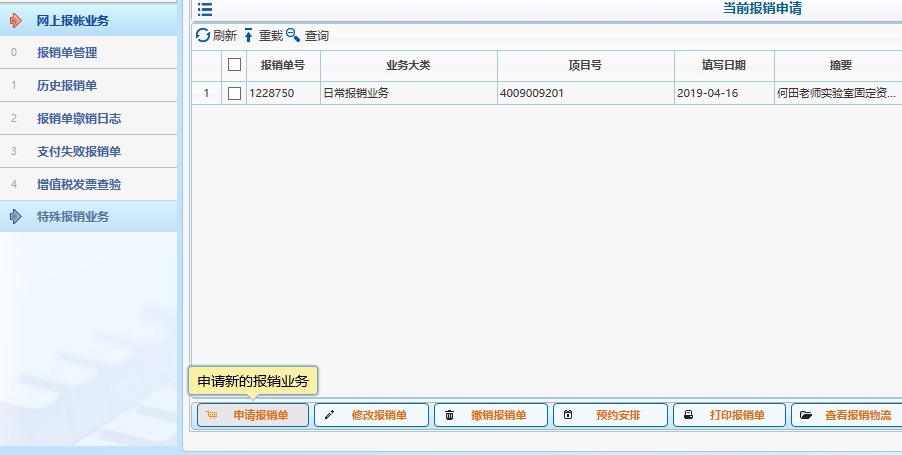 网上报帐业务
0 报销单管理
1 历史报销单
2 报销单撤销日志
3 支付失败报销单
4 增值税发票查验
特殊报销业务
当前报销申请
刷新 重载 查询
报销单号 业务大类 项目号 填写日期 摘要
1 1228750 日常报销业务 4009009201 2019-04-16 何田老师实验室固定资...
申请新的报销业务
申请报销单 修改报销单 撤销报销单 预约安排 打印报销单 查看报销物流